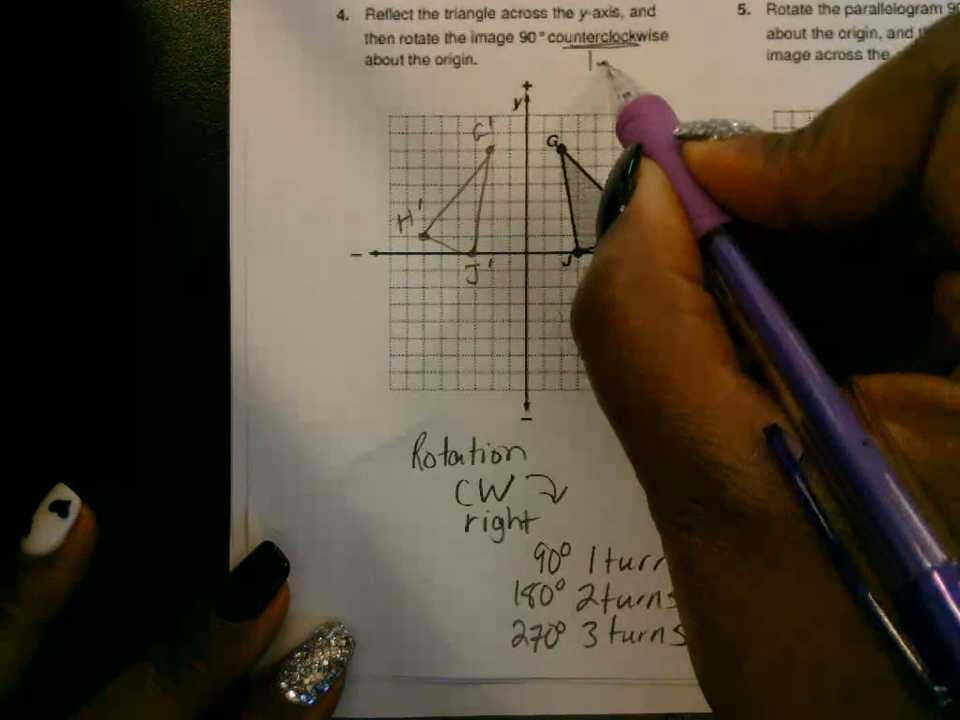 4. Reflect the triangle across the y-axis, and
then rotate the image 90° counterclockwise
about the origin.
5. Rotate the parallelogram
about the origin, and
image across the
+
y
G'
G
H'
J'
J
-
-
Rotation
CW
right
90° 1 turn
180° 2 turns
270° 3 turns